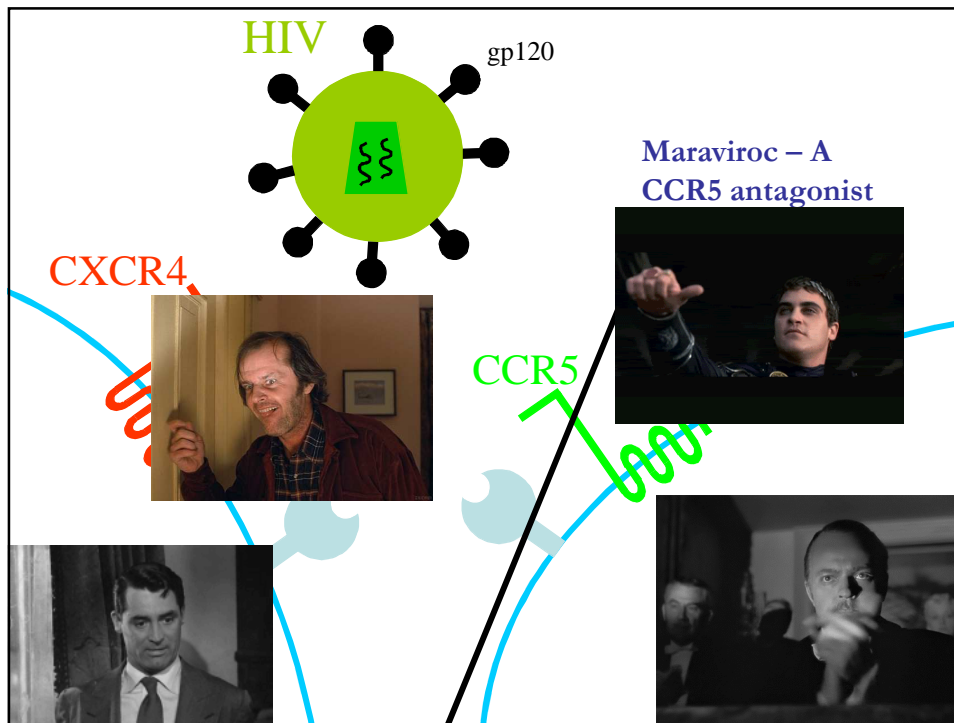 HIV
gp120
Maraviroc – A
CCR5 antagonist
CXCR4
CCR5